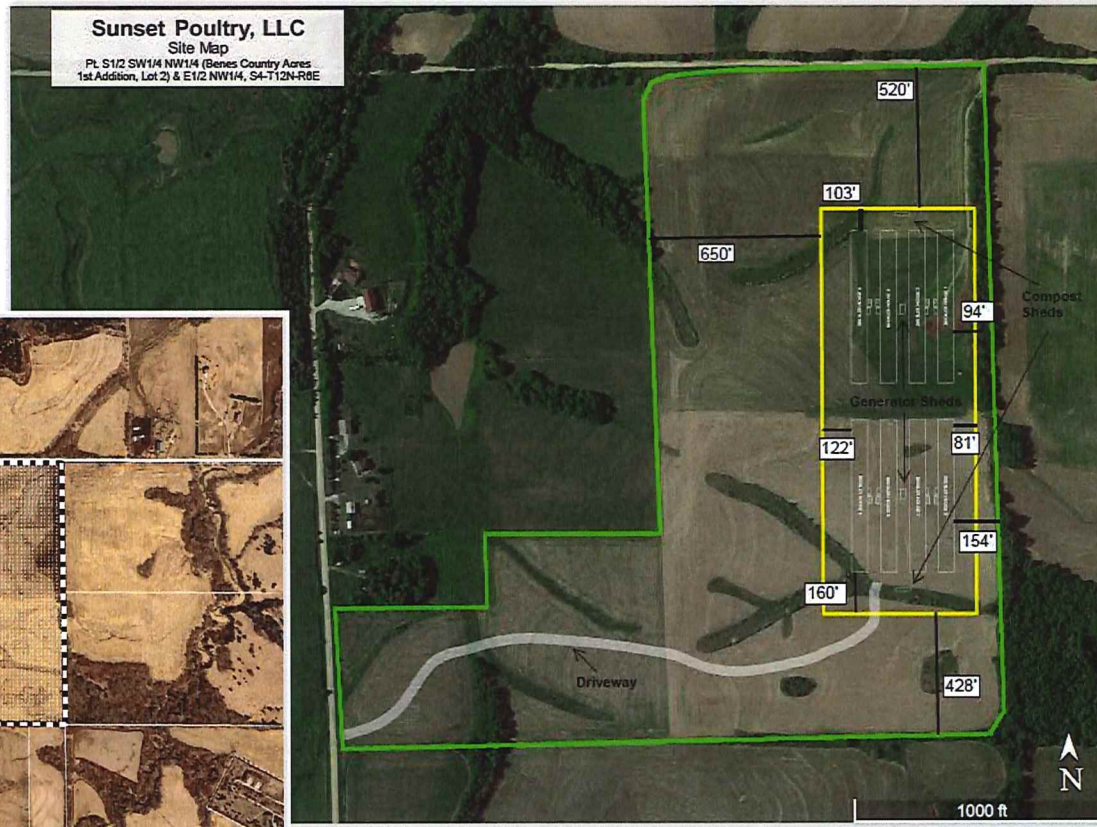 Sunset Poultry, LLC
Site Map
Pt. S1/2 SW1/4 NW1/4 (Benes Country Acres
1st Addition, Lot 2) & E1/2 NW1/4, S4-T12N-R6E
520'
103'
650'
Compost
Sheds
94'
Generator Sheds
122'
81'
154'
160'
Driveway
428'
N
1000 ft